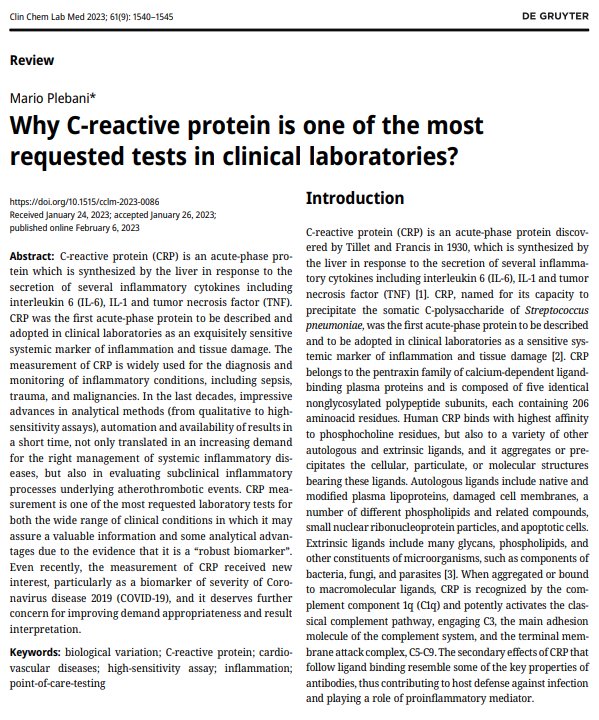 Clin Chem Lab Med 2023; 61(9): 1540–1545
DE GRUYTER
Review
Mario Plebani*
Why C-reactive protein is one of the most
requested tests in clinical laboratories?
https://doi.org/10.1515/cclm-2023-0086
Received January 24, 2023; accepted January 26, 2023;
published online February 6, 2023
Abstract: C-reactive protein (CRP) is an acute-phase pro-
tein which is synthesized by the liver in response to the
secretion of several inflammatory cytokines including
interleukin 6 (IL-6), IL-1 and tumor necrosis factor (TNF).
CRP was the first acute-phase protein to be described and
adopted in clinical laboratories as an exquisitely sensitive
systemic marker of inflammation and tissue damage. The
measurement of CRP is widely used for the diagnosis and
monitoring of inflammatory conditions, including sepsis,
trauma, and malignancies. In the last decades, impressive
advances in analytical methods (from qualitative to high-
sensitivity assays), automation and availability of results in
a short time, not only translated in an increasing demand
for the right management of systemic inflammatory dis-
eases, but also in evaluating subclinical inflammatory
processes underlying atherothrombotic events. CRP mea-
surement is one of the most requested laboratory tests for
both the wide range of clinical conditions in which it may
assure a valuable information and some analytical advan-
tages due to the evidence that it is a “robust biomarker”.
Even recently, the measurement of CRP received new
interest, particularly as a biomarker of severity of Coro-
navirus disease 2019 (COVID-19), and it deserves further
concern for improving demand appropriateness and result
interpretation.
Keywords: biological variation; C-reactive protein; cardio-
vascular diseases; high-sensitivity assay; inflammation;
point-of-care-testing
Introduction
C-reactive protein (CRP) is an acute-phase protein discov-
ered by Tillet and Francis in 1930, which is synthesized by
the liver in response to the secretion of several inflamma-
tory cytokines including interleukin 6 (IL-6), IL-1 and tumor
necrosis factor (TNF) [1]. CRP, named for its capacity to
precipitate the somatic C-polysaccharide of Streptococcus
pneumoniae, was the first acute-phase protein to be described
and to be adopted in clinical laboratories as a sensitive sys-
temic marker of inflammation and tissue damage [2]. CRP
belongs to the pentraxin family of calcium-dependent ligand-
binding plasma proteins and is composed of five identical
nonglycosylated polypeptide subunits, each containing 206
aminoacid residues. Human CRP binds with highest affinity
to phosphocholine residues, but also to a variety of other
autologous and extrinsic ligands, and it aggregates or pre-
cipitates the cellular, particulate, or molecular structures
bearing these ligands. Autologous ligands include native and
modified plasma lipoproteins, damaged cell membranes, a
number of different phospholipids and related compounds,
small nuclear ribonucleoprotein particles, and apoptotic cells.
Extrinsic ligands include many glycans, phospholipids, and
other constituents of microorganisms, such as components of
bacteria, fungi, and parasites [3]. When aggregated or bound
to macromolecular ligands, CRP is recognized by the com-
plement component 1q (C1q) and potently activates the clas-
sical complement pathway, engaging C3, the main adhesion
molecule of the complement system, and the terminal mem-
brane attack complex, C5-C9. The secondary effects of CRP that
follow ligand binding resemble some of the key properties of
antibodies, thus contributing to host defense against infection
and playing a role of proinflammatory mediator.